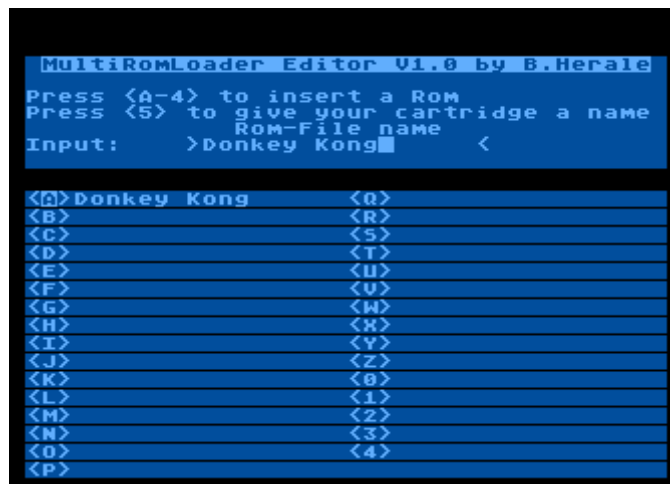 MultiRomLoader Editor V1.0 by B.Herale
Press <A-4> to insert a Rom
Press <5> to give your cartridge a name
Rom-File name
Input: >Donkey Kong <
<A>Donkey Kong <Q>
<B> <R>
<C> <S>
<D> <T>
<E> <U>
<F> <V>
<G> <W>
<H> <X>
<I> <Y>
<J> <Z>
<K> <0>
<L> <1>
<M> <2>
<N> <3>
<O> <4>
<P>